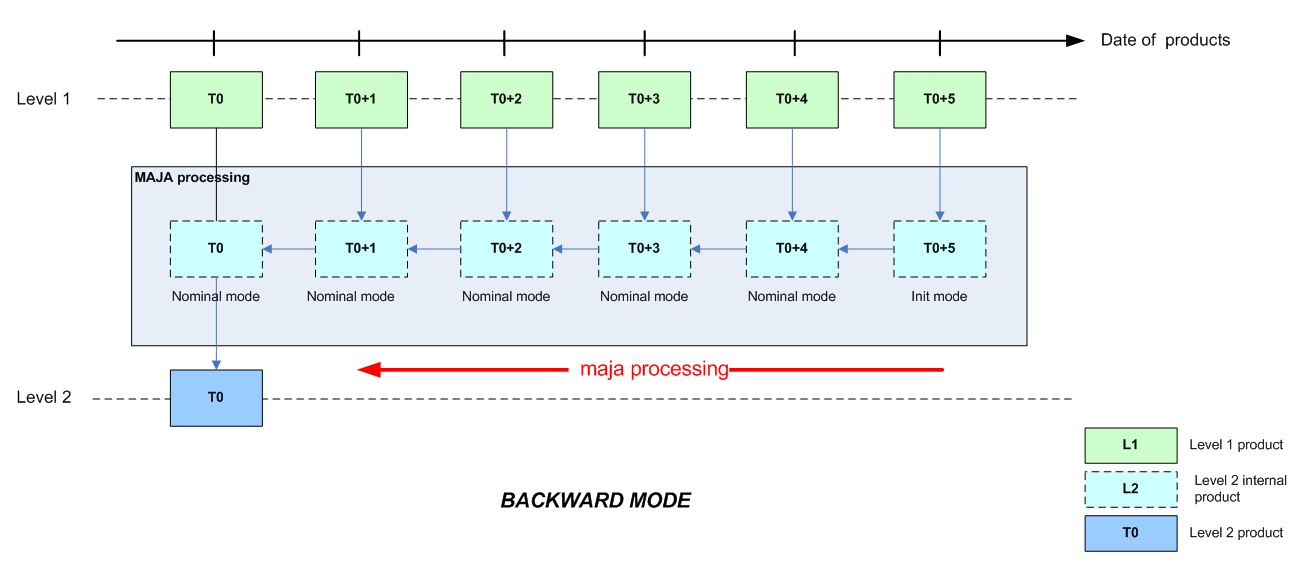 Date of products
Level 1
T0
T0+1
T0+2
T0+3
T0+4
T0+5
MAJA processing
T0
T0+1
T0+2
T0+3
T0+4
T0+5
Nominal mode
Nominal mode
Nominal mode
Nominal mode
Nominal mode
Init mode
maja processing
Level 2
T0
L1
Level 1 product
L2
Level 2 internal
product
T0
Level 2 product
BACKWARD MODE